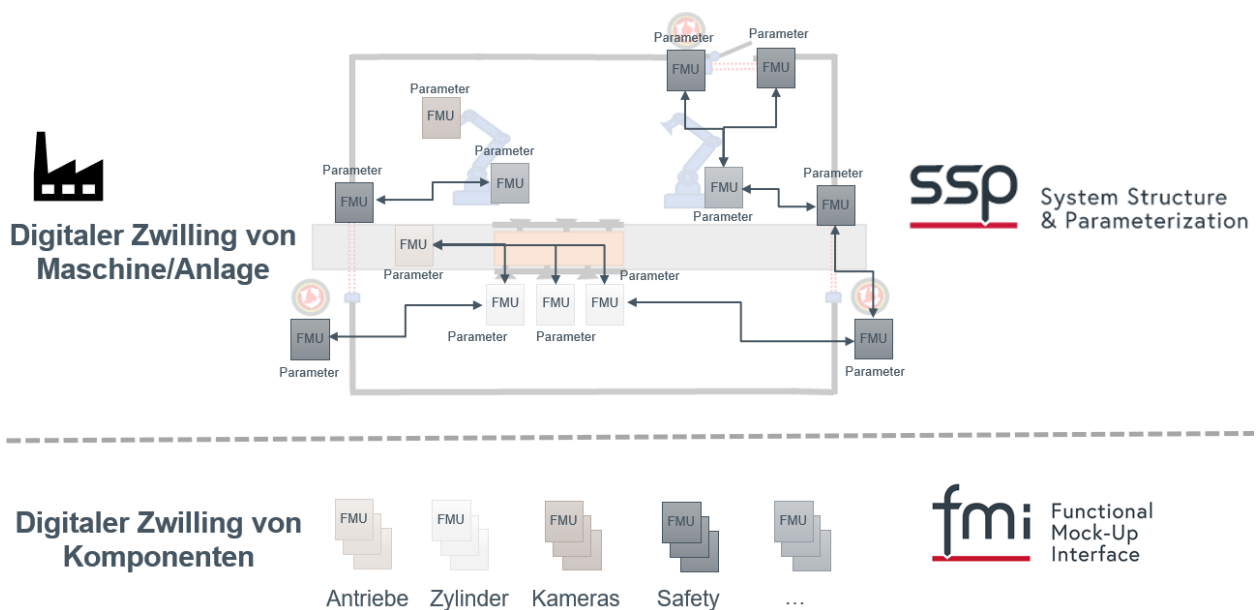 Parameter
Parameter
FMU
FMU
Parameter
FMU
Parameter
FMU
Parameter
FMU
FMU
Parameter
Parameter
FMU
ssp
System Structure
& Parameterization
Digitaler Zwilling von
Maschine/Anlage
FMU
Parameter
Parameter
FMU
FMU
FMU
Parameter
Parameter
FMU
Parameter
FMU
Parameter
Digitaler Zwilling von
Komponenten
FMU
FMU
FMU
FMU
FMU
Antriebe
Zylinder
Kameras
Safety
...
fmi
Functional
Mock-Up
Interface